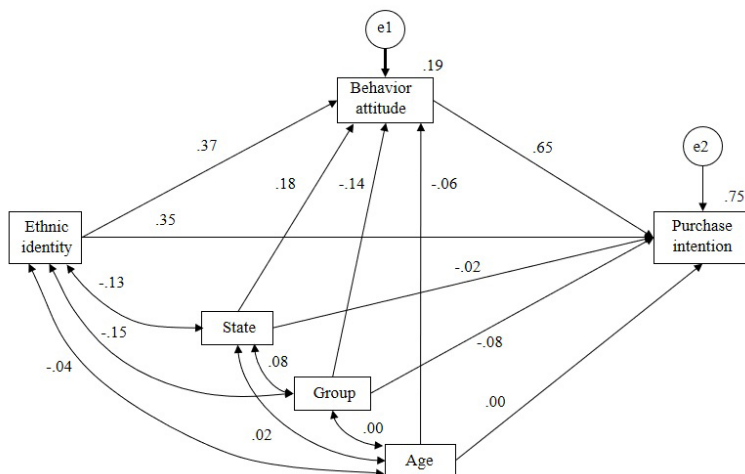 e1
.19
Behavior
attitude
.37
.18
-.14
-.06
.65
e2
.75
Ethnic
identity
.35
Purchase
intention
-.13
-.02
State
-.15
.08
-.08
-.04
Group
.00
.02
.00
Age